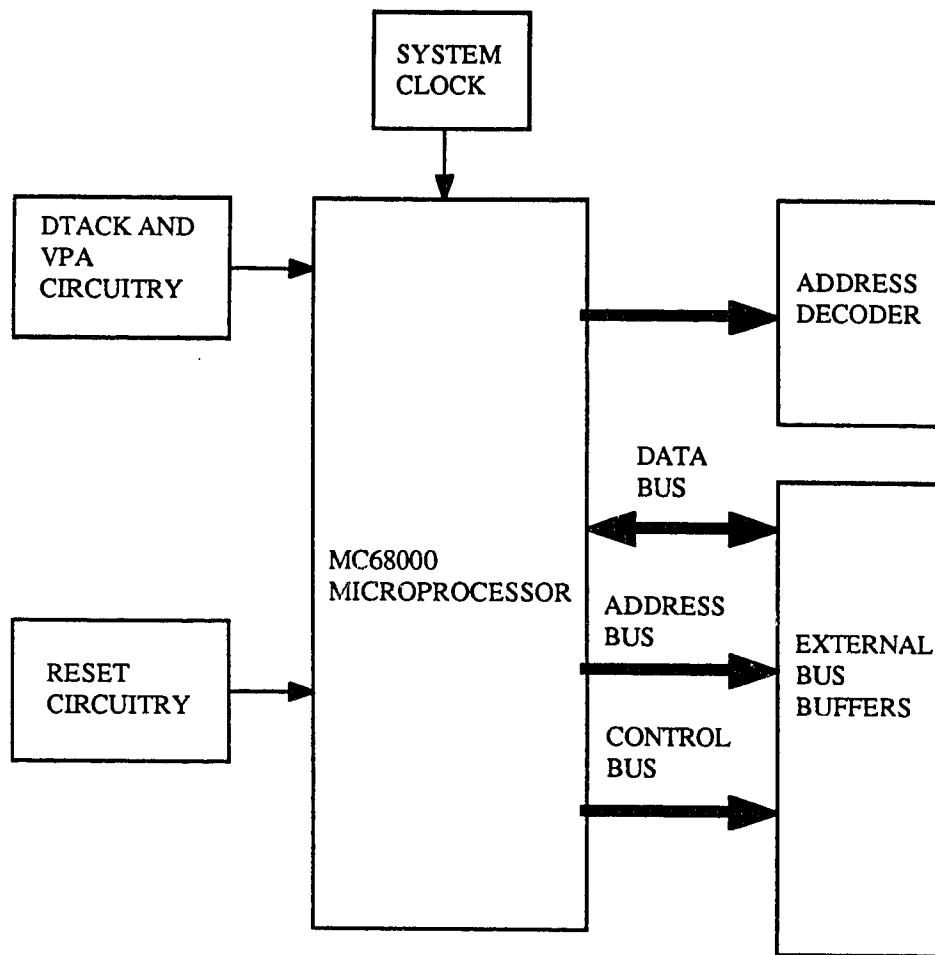 SYSTEM
CLOCK
DTACK AND
VPA
CIRCUITRY
ADDRESS
DECODER
DATA
BUS
MC68000
MICROPROCESSOR
ADDRESS
BUS
EXTERNAL
BUS
BUFFERS
RESET
CIRCUITRY
CONTROL
BUS